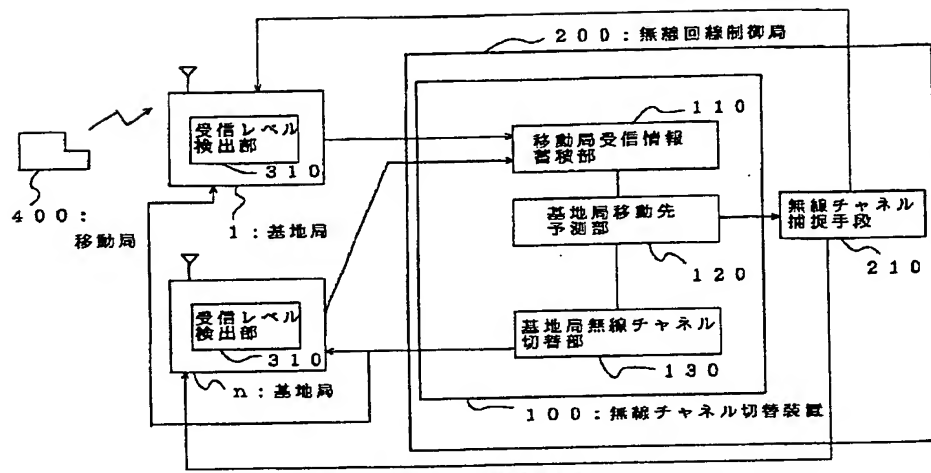 200:無線回線制御局
110
受信レベル
検出部
310
移動局受信情報
蓄積部
400:
移動局
1:基地局
基地局移動先
予測部
120
無線チャネル
捕捉手段
210
受信レベル
検出部
310
基地局無線チャネル
切替部
130
n:基地局
100:無線チャネル切替装置